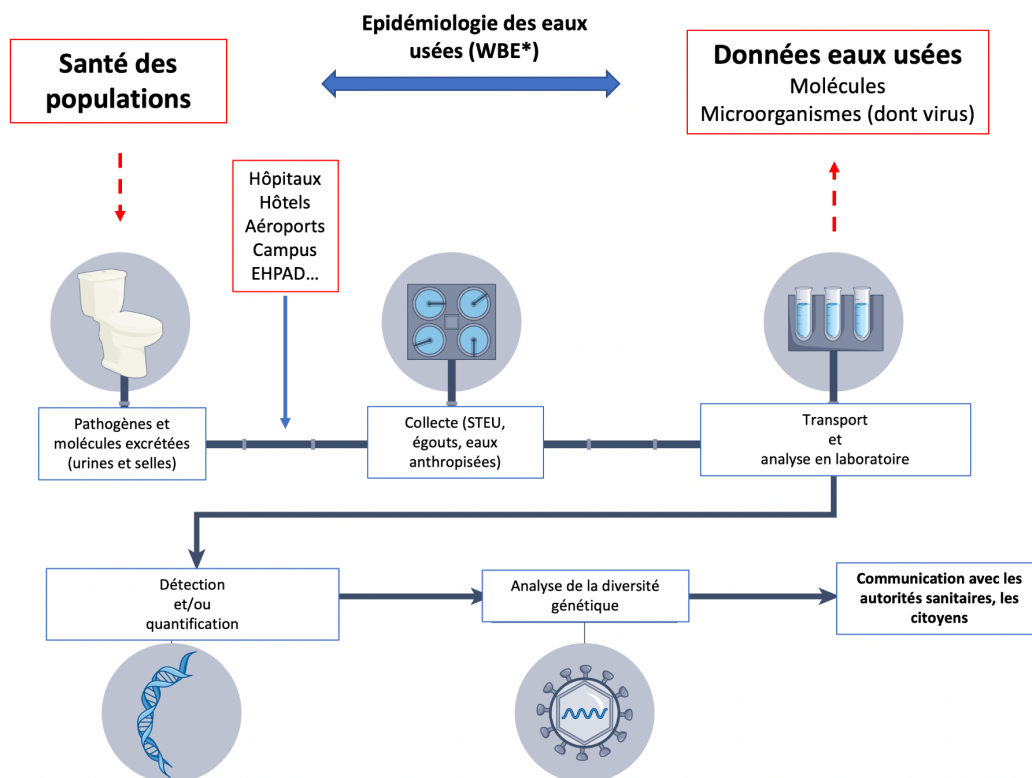 Epidémiologie des eaux
usées (WBE*)
Santé des
populations
Données eaux usées
Molécules
Microorganismes (dont virus)
Hôpitaux
Hôtels
Aéroports
Campus
EHPAD...
Pathogènes et
molécules excrétées
(urines et selles)
Collecte (STEU,
égouts, eaux
anthropisées)
Transport
et
analyse en laboratoire
Détection
et/ou
quantification
Analyse de la diversité
génétique
Communication avec les
autorités sanitaires, les
citoyens